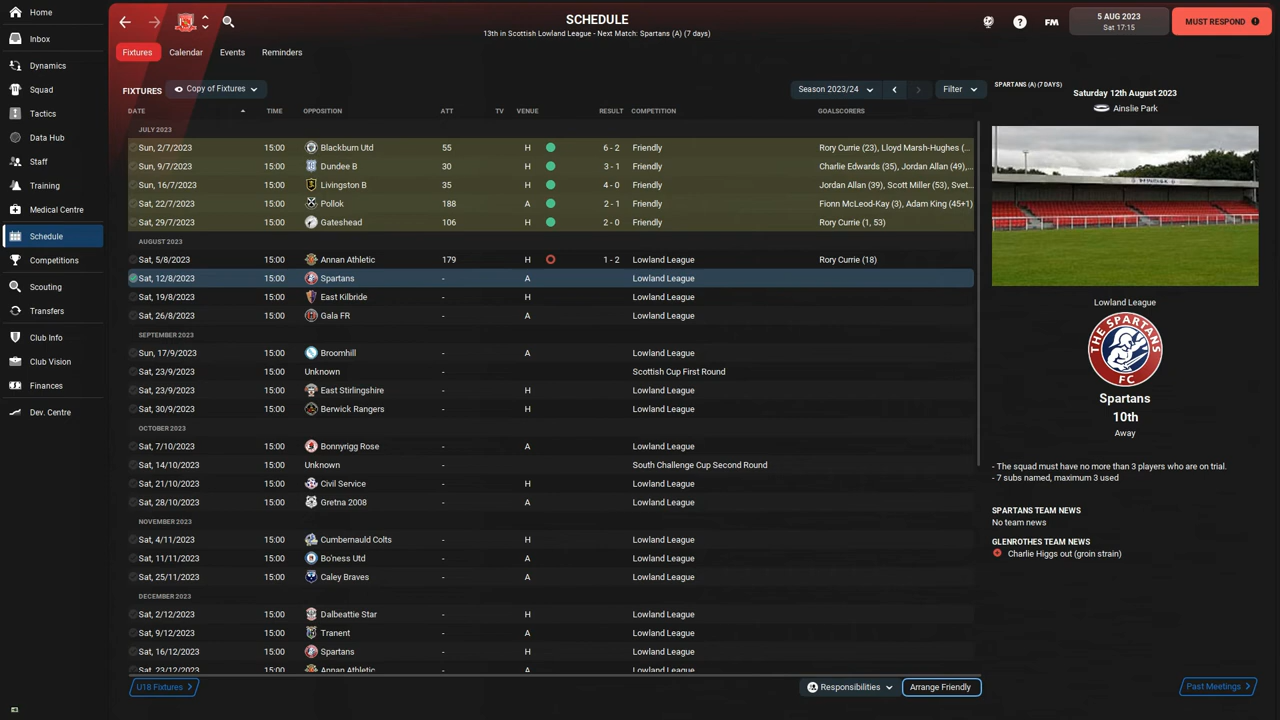 Home
SCHEDULE
13th in Scottish Lowland League - Next Match: Spartans (A) (7 days)
FM
5 AUG 2023
Sat 17:15
MUST RESPOND
Inbox
Dynamics
Squad
Tactics
Data Hub
Staff
Training
Medical Centre
Schedule
Competitions
Scouting
Transfers
Club Info
Club Vision
Finances
Dev. Centre
Fixtures Calendar Events Reminders
FIXTURES Copy of Fixtures Season 2023/24 Filter
DATE TIME OPPOSITION ATT TV VENUE RESULT COMPETITION GOALSCORERS
JULY 2023
Sun, 2/7/2023 15:00 Blackburn Utd 55 H 6 - 2 Friendly Rory Currie (23), Lloyd Marsh-Hughes (...
Sun, 9/7/2023 15:00 Dundee B 30 H 3 - 1 Friendly Charlie Edwards (35), Jordan Allan (49),...
Sun, 16/7/2023 15:00 Livingston B 35 H 4 - 0 Friendly Jordan Allan (39), Scott Miller (53), Svet...
Sat, 22/7/2023 15:00 Pollok 188 A 2 - 1 Friendly Fionn McLeod-Kay (3), Adam King (45+1)
Sat, 29/7/2023 15:00 Gateshead 106 H 2 - 0 Friendly Rory Currie (1, 53)
AUGUST 2023
Sat, 5/8/2023 15:00 Annan Athletic 179 H 1 - 2 Lowland League Rory Currie (18)
Sat, 12/8/2023 15:00 Spartans - A Lowland League
Sat, 19/8/2023 15:00 East Kilbride - H Lowland League
Sat, 26/8/2023 15:00 Gala FR - A Lowland League
SEPTEMBER 2023
Sun, 17/9/2023 15:00 Broomhill - A Lowland League
Sat, 23/9/2023 15:00 Unknown - Scottish Cup First Round
Sat, 23/9/2023 15:00 East Stirlingshire - H Lowland League
Sat, 30/9/2023 15:00 Berwick Rangers - H Lowland League
OCTOBER 2023
Sat, 7/10/2023 15:00 Bonnyrigg Rose - A Lowland League
Sat, 14/10/2023 15:00 Unknown - South Challenge Cup Second Round
Sat, 21/10/2023 15:00 Civil Service - H Lowland League
Sat, 28/10/2023 15:00 Gretna 2008 - A Lowland League
NOVEMBER 2023
Sat, 4/11/2023 15:00 Cumbernauld Colts - H Lowland League
Sat, 11/11/2023 15:00 Bo'ness Utd - A Lowland League
Sat, 25/11/2023 15:00 Caley Braves - A Lowland League
DECEMBER 2023
Sat, 2/12/2023 15:00 Dalbeattie Star - H Lowland League
Sat, 9/12/2023 15:00 Tranent - A Lowland League
Sat, 16/12/2023 15:00 Spartans - H Lowland League
Sat, 23/12/2023 15:00 Annan Athletic - A Lowland League
U18 Fixtures Responsibilities Arrange Friendly
SPARTANS (A) (7 DAYS)
Saturday 12th August 2023
Ainslie Park
Lowland League
THE SPARTANS
FC
Spartans
10th
Away
- The squad must have no more than 3 players who are on trial.
- 7 subs named, maximum 3 used
SPARTANS TEAM NEWS
No team news
GLENROTHES TEAM NEWS
Charlie Higgs out (groin strain)
Past Meetings